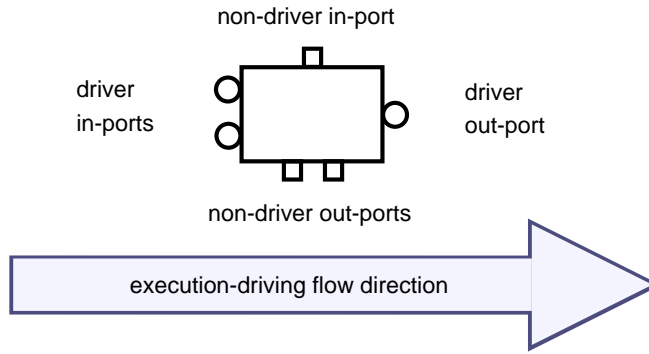 non-driver in-port
driver
in-ports
driver
out-port
non-driver out-ports
execution-driving flow direction